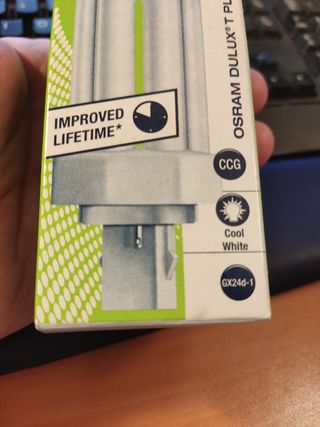 IMPROVED
LIFETIME*
OSRAM DULUX® T PL
CCG
Cool
White
GX24d-1